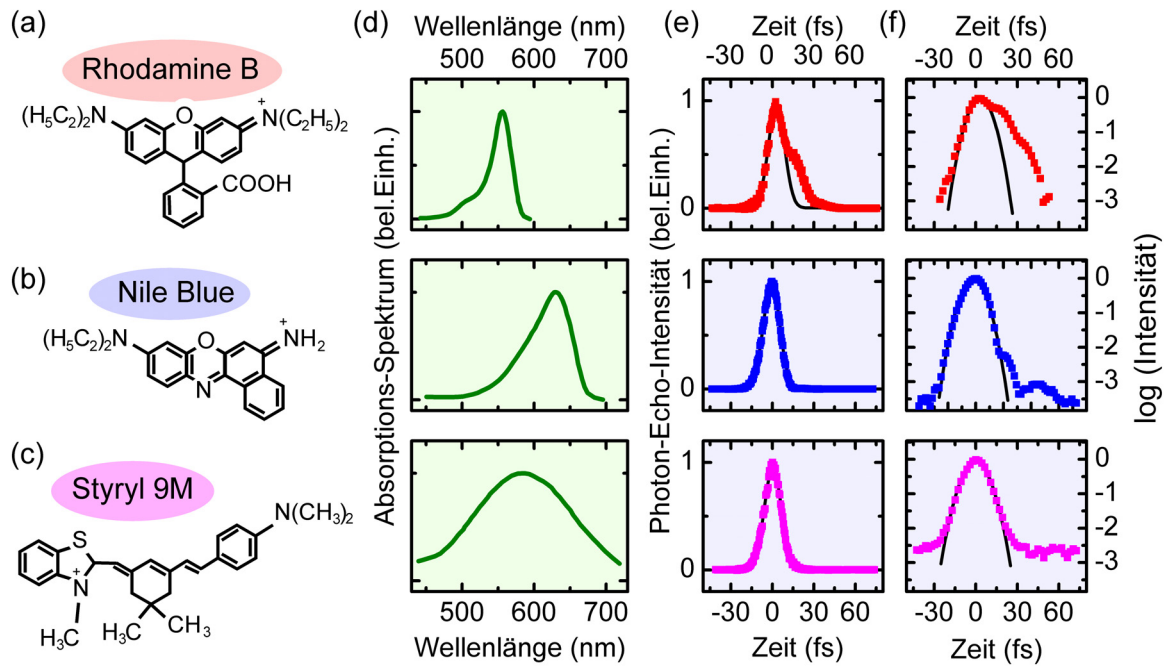 (a)
Rhodamine B
(H₅C₂)₂N
O
+
N(C₂H₅)₂
COOH
(b)
Nile Blue
(H₅C₂)₂N
O
+
NH₂
N
(c)
Styryl 9M
N(CH₃)₂
S
N
+
H₃C
H₃C
CH₃
(d)
Wellenlänge (nm)
500 600 700
Absorptions-Spektrum (bel.Einh.)
500 600 700
Wellenlänge (nm)
(e)
Zeit (fs)
-30 0 30 60
Photon-Echo-Intensität (bel.Einh.)
1
0
1
0
1
0
-30 0 30 60
Zeit (fs)
(f)
Zeit (fs)
-30 0 30 60
0
-1
-2
-3
0
-1
-2
-3
0
-1
-2
-3
log (Intensität)
-30 0 30 60
Zeit (fs)